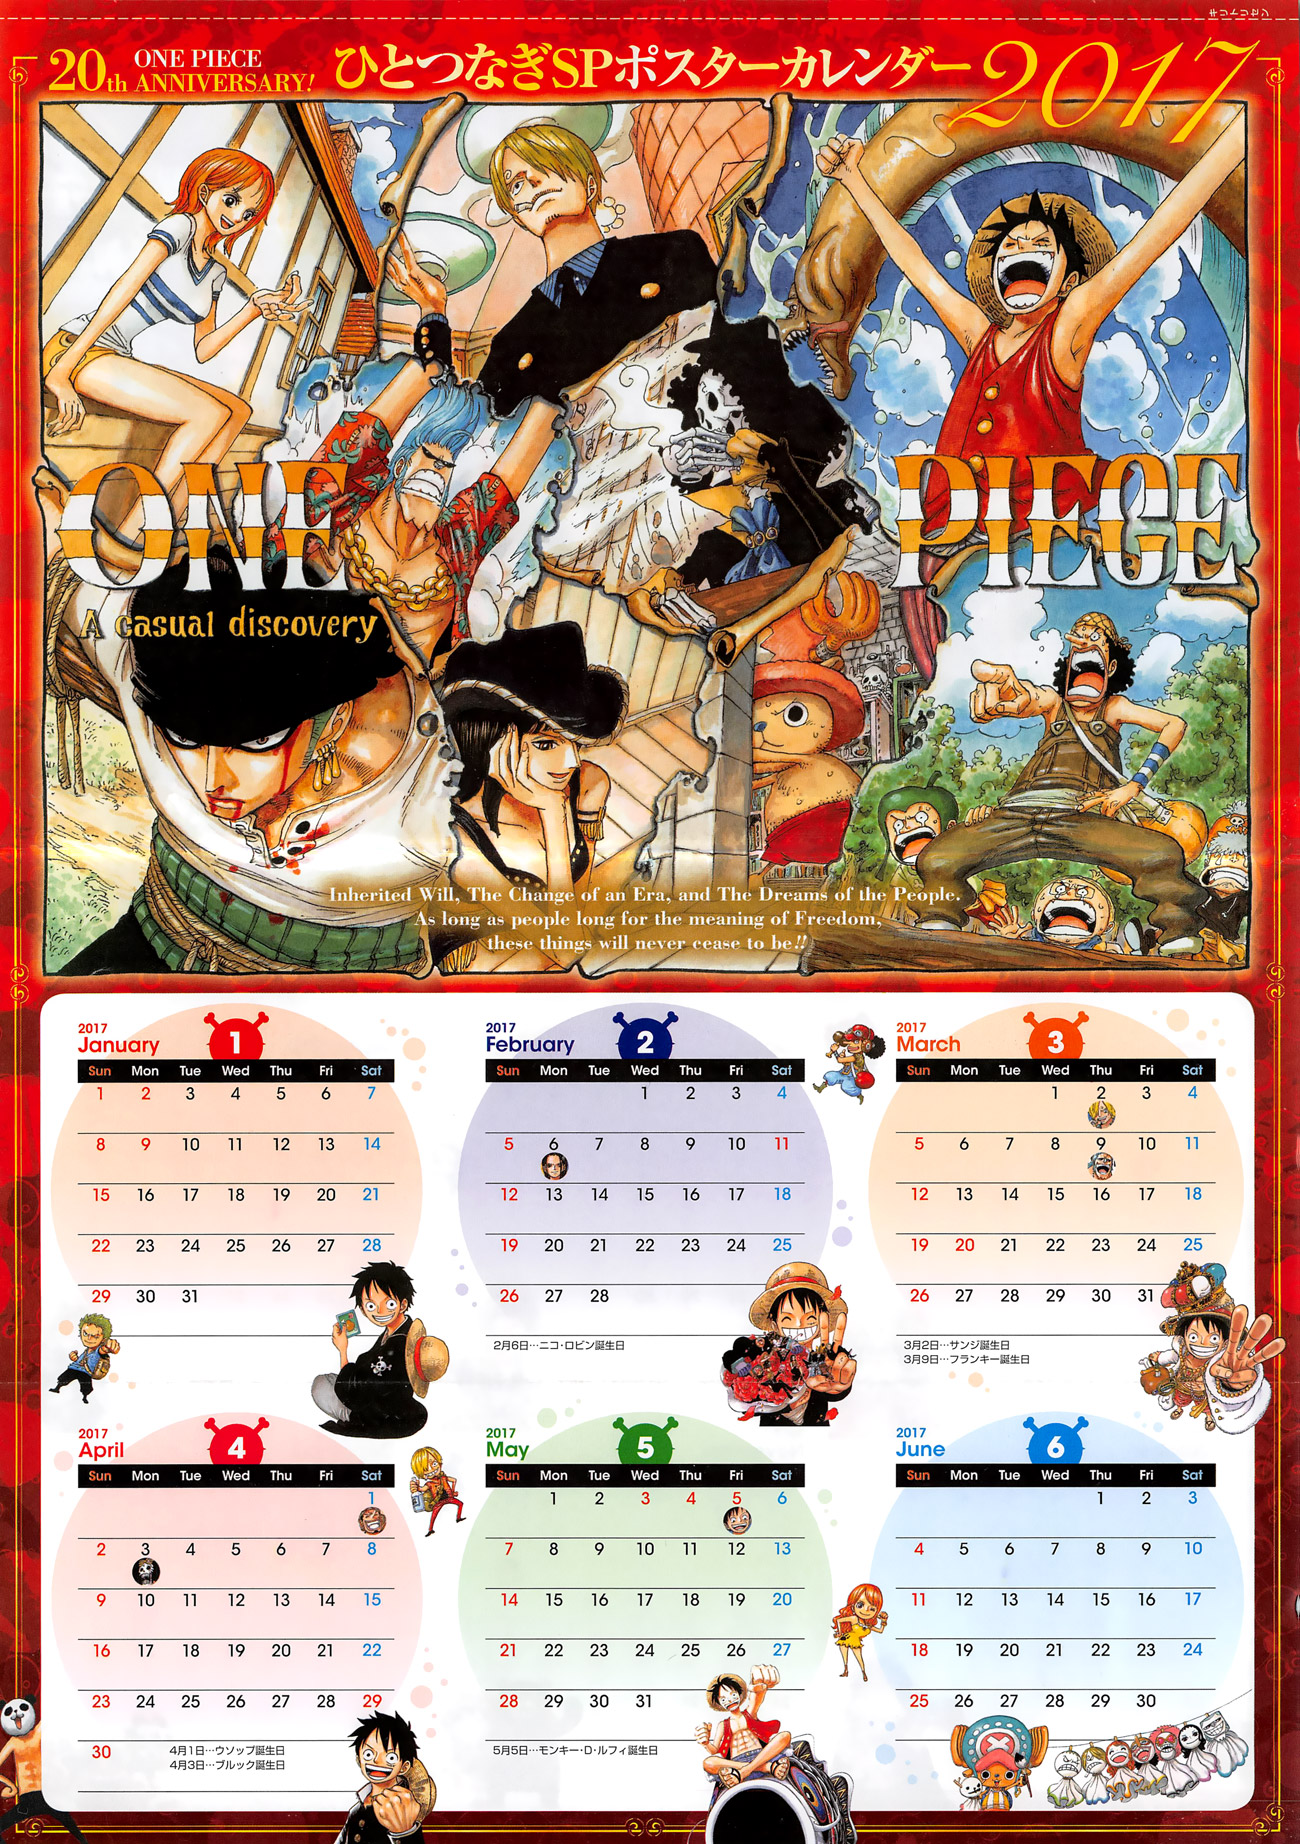 キリトリセン
20th ONE PIECE ANNIVERSARY!
ひとつなぎSPポスターカレンダー 2017
ONE PIECE
A casual discovery
Inherited Will, The Change of an Era, and The Dreams of the People.
As long as people long for the meaning of Freedom,
these things will never cease to be!!
2017
January
1
Sun Mon Tue Wed Thu Fri Sat
1 2 3 4 5 6 7
8 9 10 11 12 13 14
15 16 17 18 19 20 21
22 23 24 25 26 27 28
29 30 31
2017
February
2
Sun Mon Tue Wed Thu Fri Sat
1 2 3 4
5 6 7 8 9 10 11
12 13 14 15 16 17 18
19 20 21 22 23 24 25
26 27 28
2月6日…ニコ・ロビン誕生日
2017
March
3
Sun Mon Tue Wed Thu Fri Sat
1 2 3 4
5 6 7 8 9 10 11
12 13 14 15 16 17 18
19 20 21 22 23 24 25
26 27 28 29 30 31
3月2日…サンジ誕生日
3月9日…フランキー誕生日
2017
April
4
Sun Mon Tue Wed Thu Fri Sat
1
2 3 4 5 6 7 8
9 10 11 12 13 14 15
16 17 18 19 20 21 22
23 24 25 26 27 28 29
30
4月1日…ウソップ誕生日
4月3日…ブルック誕生日
2017
May
5
Sun Mon Tue Wed Thu Fri Sat
1 2 3 4 5 6
7 8 9 10 11 12 13
14 15 16 17 18 19 20
21 22 23 24 25 26 27
28 29 30 31
5月5日…モンキー・D・ルフィ誕生日
2017
June
6
Sun Mon Tue Wed Thu Fri Sat
1 2 3
4 5 6 7 8 9 10
11 12 13 14 15 16 17
18 19 20 21 22 23 24
25 26 27 28 29 30